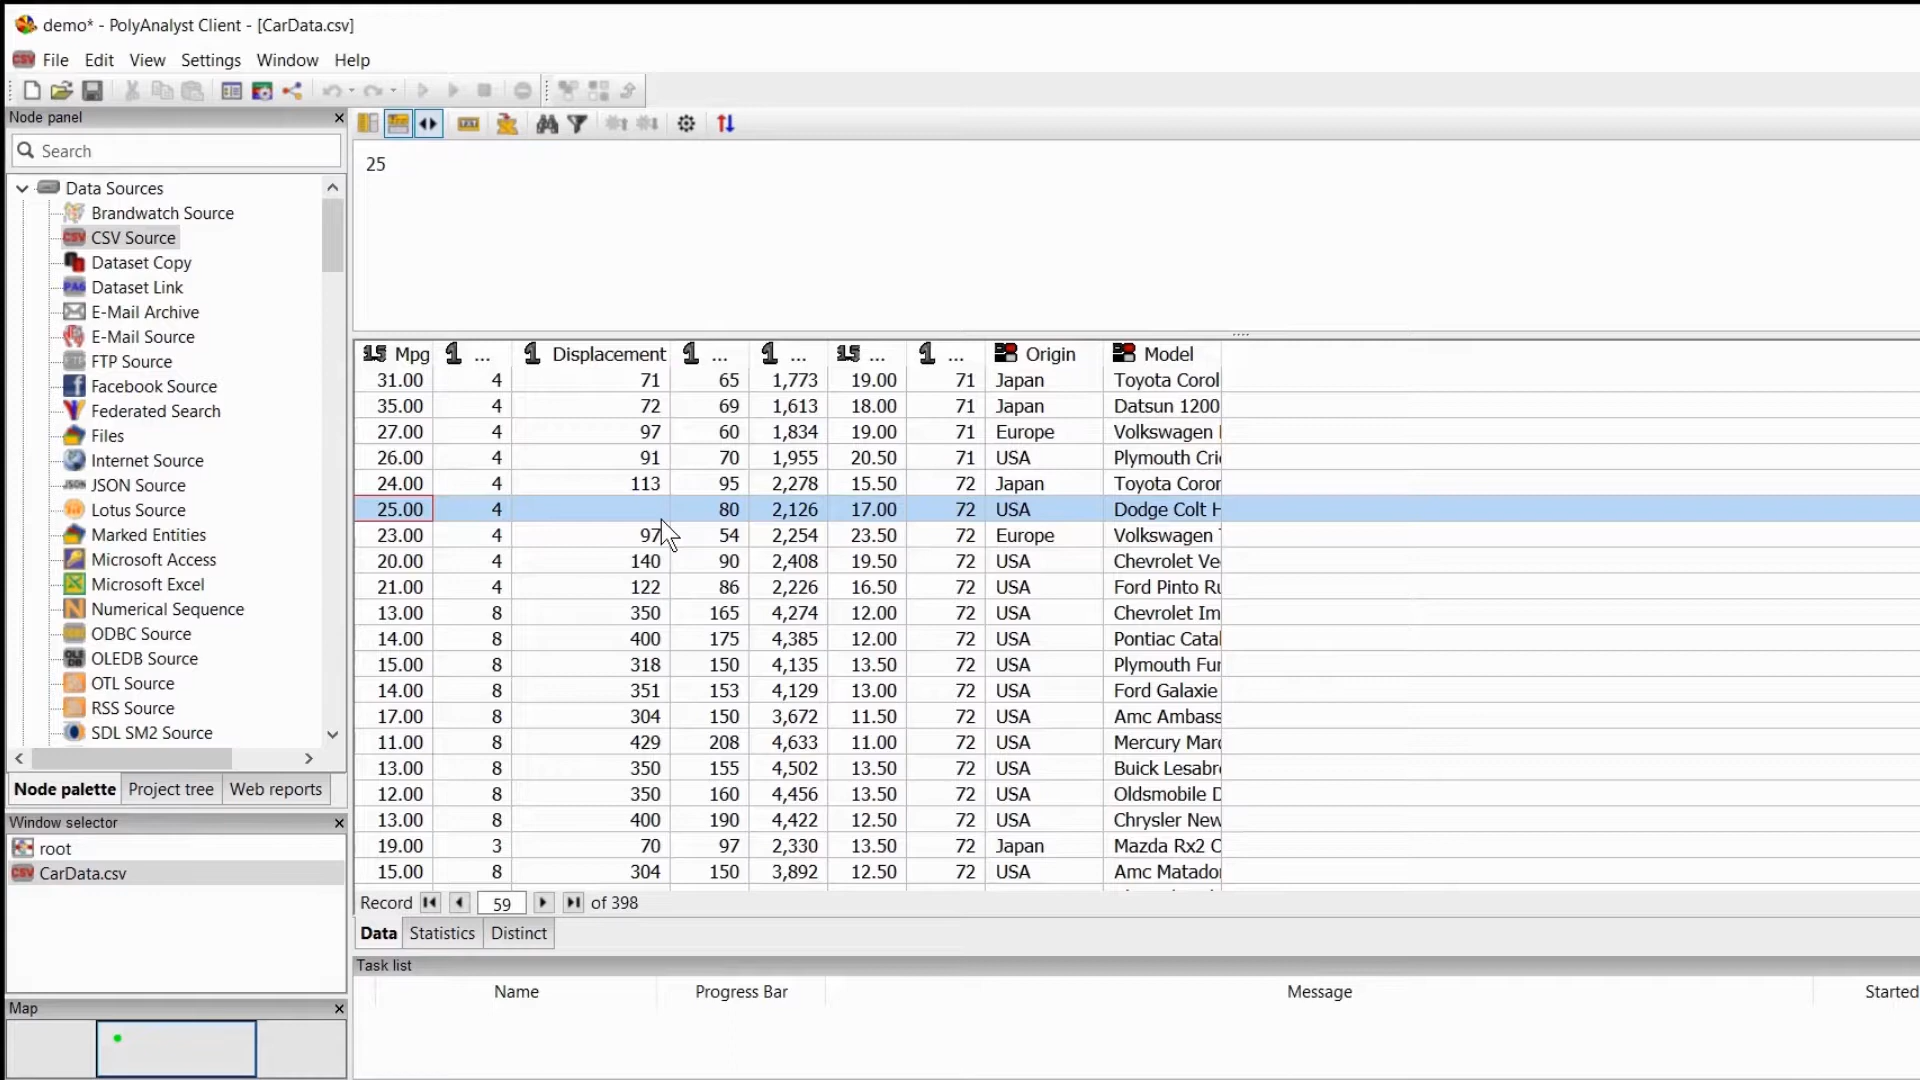 demo* - PolyAnalyst Client - [CarData.csv]
File Edit View Settings Window Help
Node panel
Search
Data Sources
Brandwatch Source
CSV Source
Dataset Copy
Dataset Link
E-Mail Archive
E-Mail Source
FTP Source
Facebook Source
Federated Search
Files
Internet Source
JSON Source
Lotus Source
Marked Entities
Microsoft Access
Microsoft Excel
Numerical Sequence
ODBC Source
OLEDB Source
OTL Source
RSS Source
SDL SM2 Source
Node palette Project tree Web reports
Window selector
root
CarData.csv
Map
25
Mpg ... Displacement ... ... ... ... Origin Model
31.00 4 71 65 1,773 19.00 71 Japan Toyota Corol
35.00 4 72 69 1,613 18.00 71 Japan Datsun 1200
27.00 4 97 60 1,834 19.00 71 Europe Volkswagen
26.00 4 91 70 1,955 20.50 71 USA Plymouth Cri
24.00 4 113 95 2,278 15.50 72 Japan Toyota Coror
25.00 4 80 2,126 17.00 72 USA Dodge Colt H
23.00 4 97 54 2,254 23.50 72 Europe Volkswagen
20.00 4 140 90 2,408 19.50 72 USA Chevrolet Ve
21.00 4 122 86 2,226 16.50 72 USA Ford Pinto Ru
13.00 8 350 165 4,274 12.00 72 USA Chevrolet Im
14.00 8 400 175 4,385 12.00 72 USA Pontiac Catal
15.00 8 318 150 4,135 13.50 72 USA Plymouth Fur
14.00 8 351 153 4,129 13.00 72 USA Ford Galaxie
17.00 8 304 150 3,672 11.50 72 USA Amc Ambass
11.00 8 429 208 4,633 11.00 72 USA Mercury Marq
13.00 8 350 155 4,502 13.50 72 USA Buick Lesabr
12.00 8 350 160 4,456 13.50 72 USA Oldsmobile D
13.00 8 400 190 4,422 12.50 72 USA Chrysler New
19.00 3 70 97 2,330 13.50 72 Japan Mazda Rx2 C
15.00 8 304 150 3,892 12.50 72 USA Amc Matador
Record 59 of 398
Data Statistics Distinct
Task list
Name Progress Bar Message Started